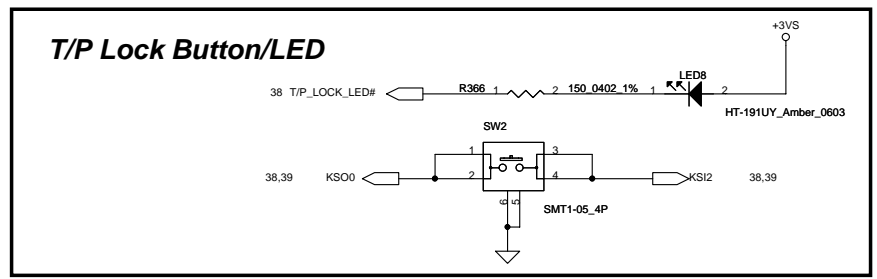 T/P Lock Button/LED
+3VS
38 T/P_LOCK_LED# R366 1 2 150_0402_1% 1 LED8 2
HT-191UY_Amber_0603
SW2
1 3
38,39 KSO0 2 4 KSI2 38,39
6 5
SMT1-05_4P